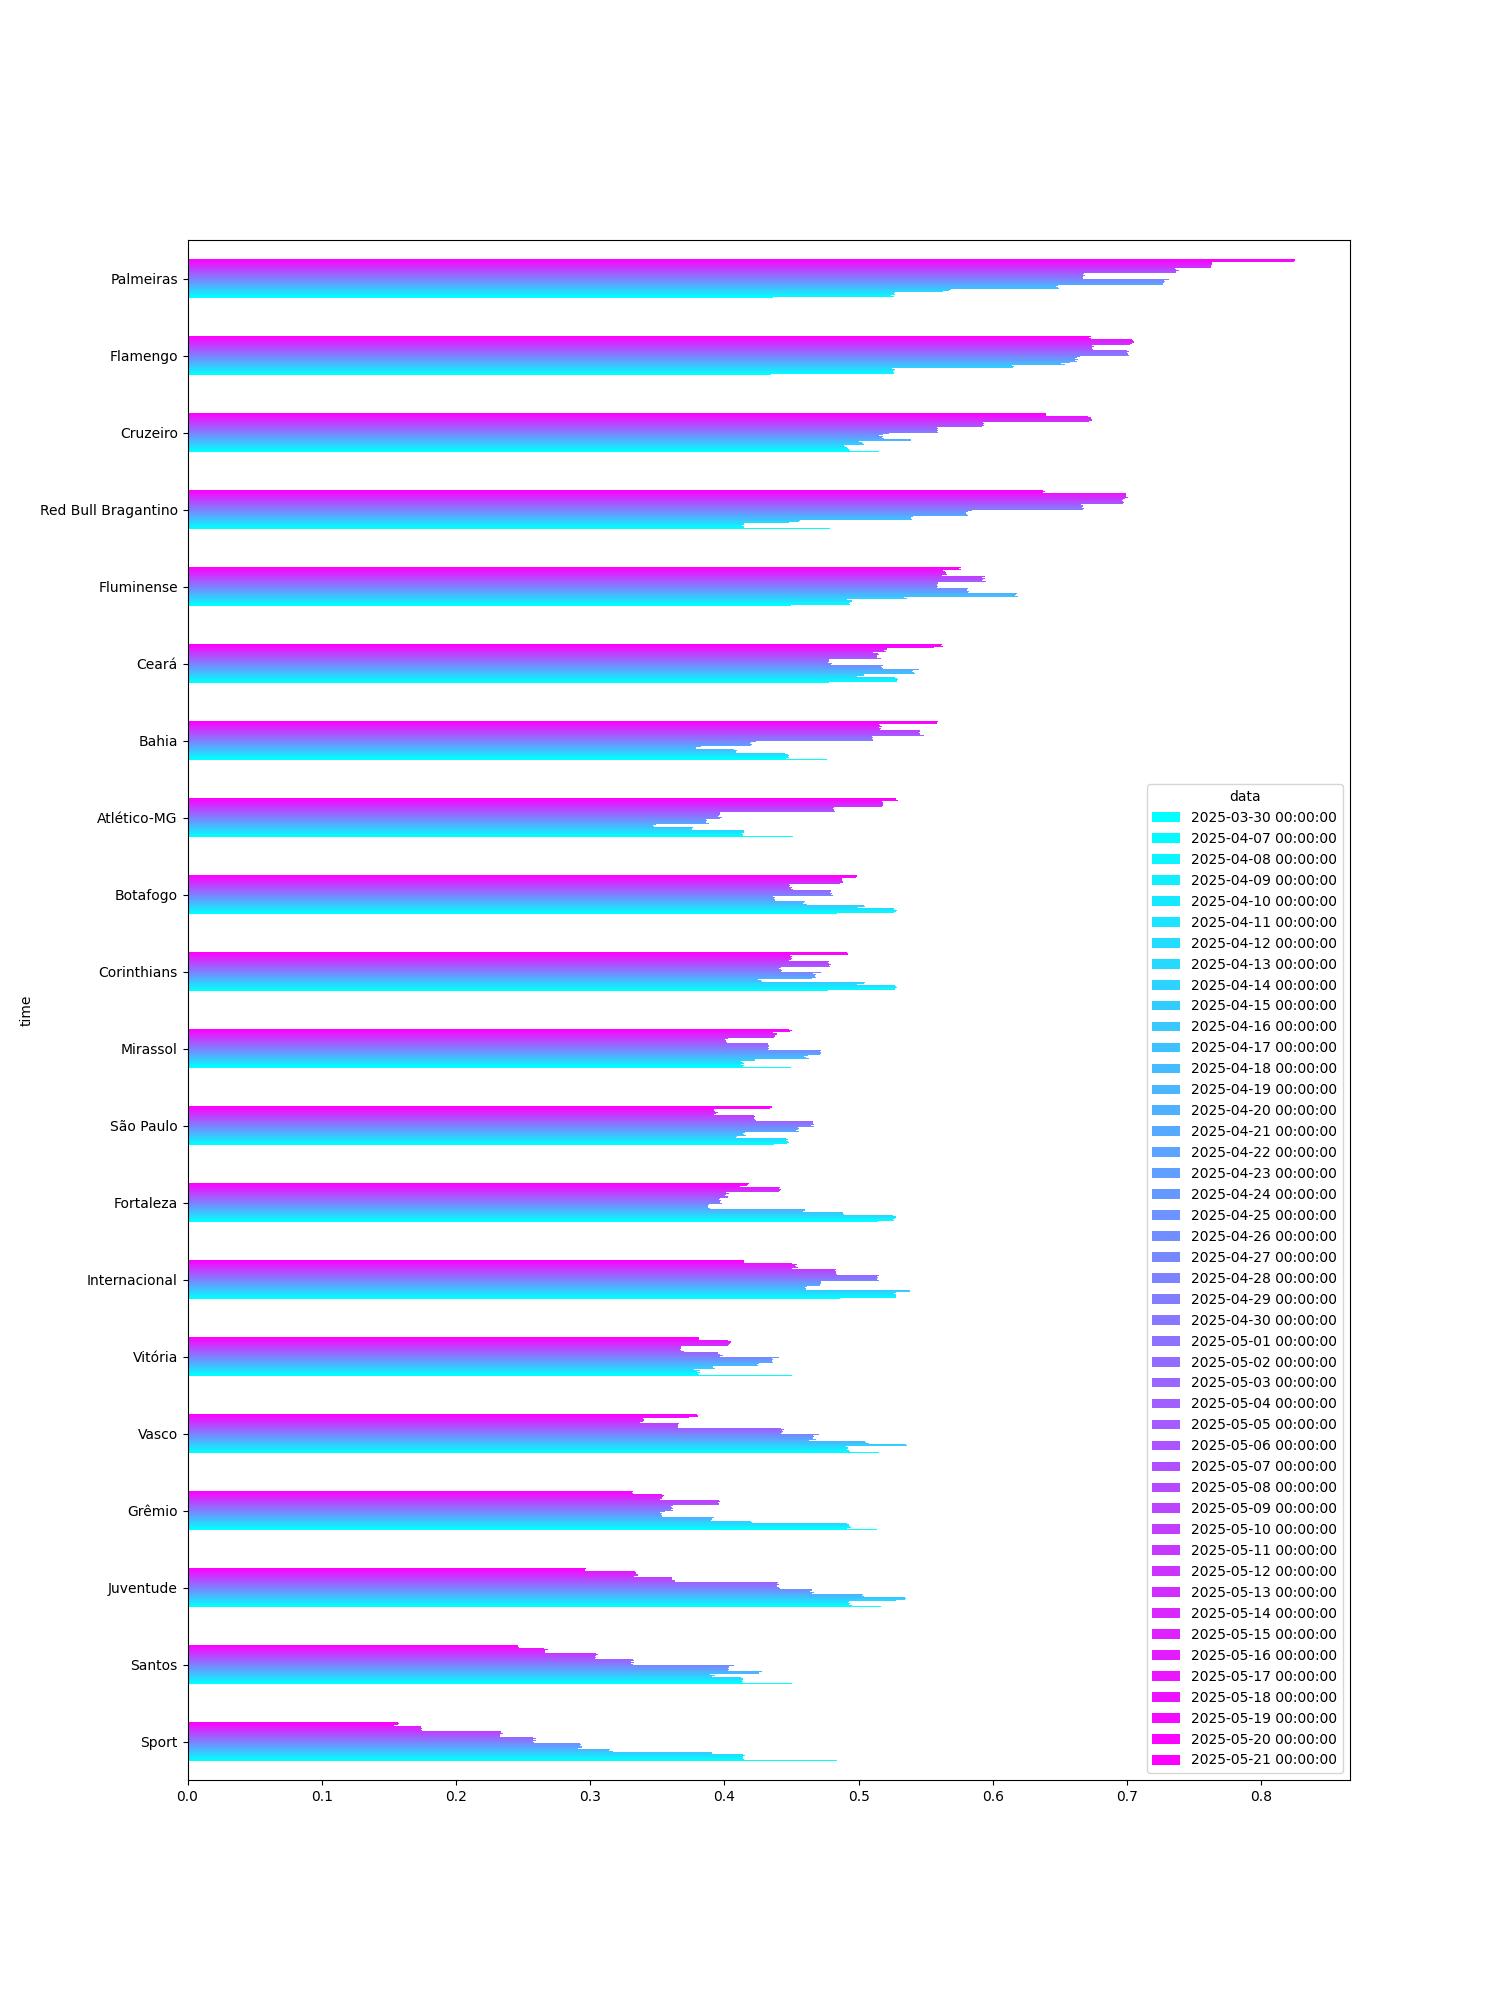 Palmeiras
Flamengo
Cruzeiro
Red Bull Bragantino
Fluminense
Ceará
Bahia
Atlético-MG
Botafogo
Corinthians
Mirassol
São Paulo
Fortaleza
Internacional
Vitória
Vasco
Grêmio
Juventude
Santos
Sport
time
0.0 0.1 0.2 0.3 0.4 0.5 0.6 0.7 0.8
data
2025-03-30 00:00:00
2025-04-07 00:00:00
2025-04-08 00:00:00
2025-04-09 00:00:00
2025-04-10 00:00:00
2025-04-11 00:00:00
2025-04-12 00:00:00
2025-04-13 00:00:00
2025-04-14 00:00:00
2025-04-15 00:00:00
2025-04-16 00:00:00
2025-04-17 00:00:00
2025-04-18 00:00:00
2025-04-19 00:00:00
2025-04-20 00:00:00
2025-04-21 00:00:00
2025-04-22 00:00:00
2025-04-23 00:00:00
2025-04-24 00:00:00
2025-04-25 00:00:00
2025-04-26 00:00:00
2025-04-27 00:00:00
2025-04-28 00:00:00
2025-04-29 00:00:00
2025-04-30 00:00:00
2025-05-01 00:00:00
2025-05-02 00:00:00
2025-05-03 00:00:00
2025-05-04 00:00:00
2025-05-05 00:00:00
2025-05-06 00:00:00
2025-05-07 00:00:00
2025-05-08 00:00:00
2025-05-09 00:00:00
2025-05-10 00:00:00
2025-05-11 00:00:00
2025-05-12 00:00:00
2025-05-13 00:00:00
2025-05-14 00:00:00
2025-05-15 00:00:00
2025-05-16 00:00:00
2025-05-17 00:00:00
2025-05-18 00:00:00
2025-05-19 00:00:00
2025-05-20 00:00:00
2025-05-21 00:00:00